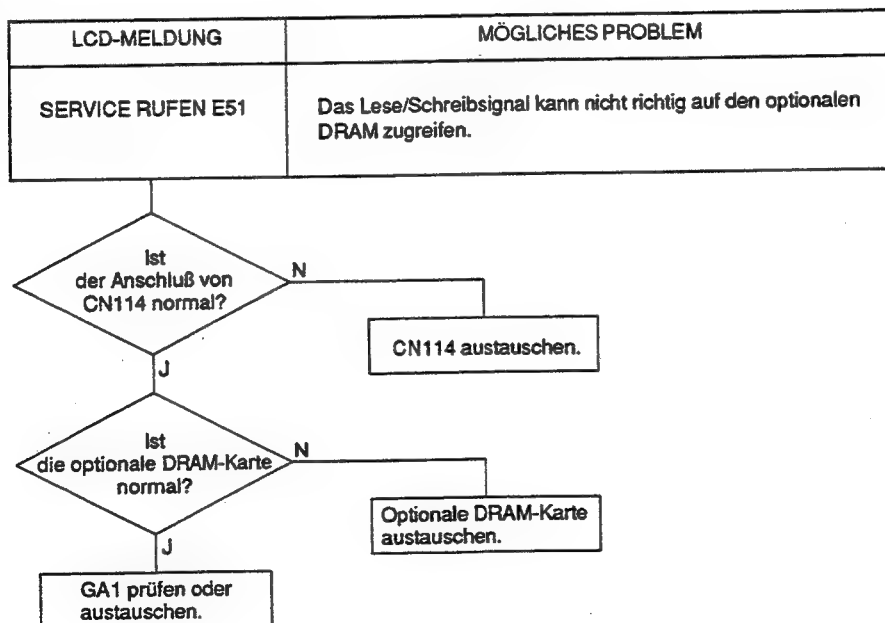 LCD-MELDUNG
MÖGLICHES PROBLEM
SERVICE RUFEN E51
Das Lese/Schreibsignal kann nicht richtig auf den optionalen
DRAM zugreifen.
Ist
der Anschluß von
CN114 normal?
N
CN114 austauschen.
J
Ist
die optionale DRAM-Karte
normal?
N
Optionale DRAM-Karte
austauschen.
J
GA1 prüfen oder
austauschen.